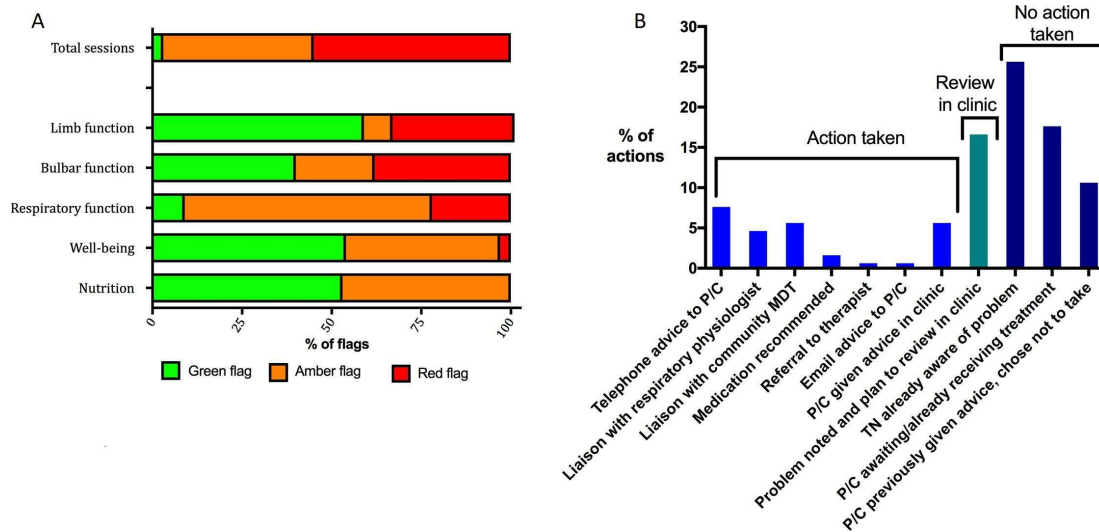 A
Total sessions
Limb function
Bulbar function
Respiratory function
Well-being
Nutrition
0
25
50
75
100
% of flags
Green flag
Amber flag
Red flag
B
30
25
20
15
10
5
0
% of
actions
Action taken
Review
in clinic
No action
taken
Telephone advice to P/C
Liaison with respiratory physiologist
Liaison with community MDT
Medication recommended
Referral to therapist
Email advice to P/C
P/C given advice in clinic
Problem noted and plan to review in clinic
TN already aware of problem
P/C awaiting/already receiving treatment
P/C previously given advice, chose not to take